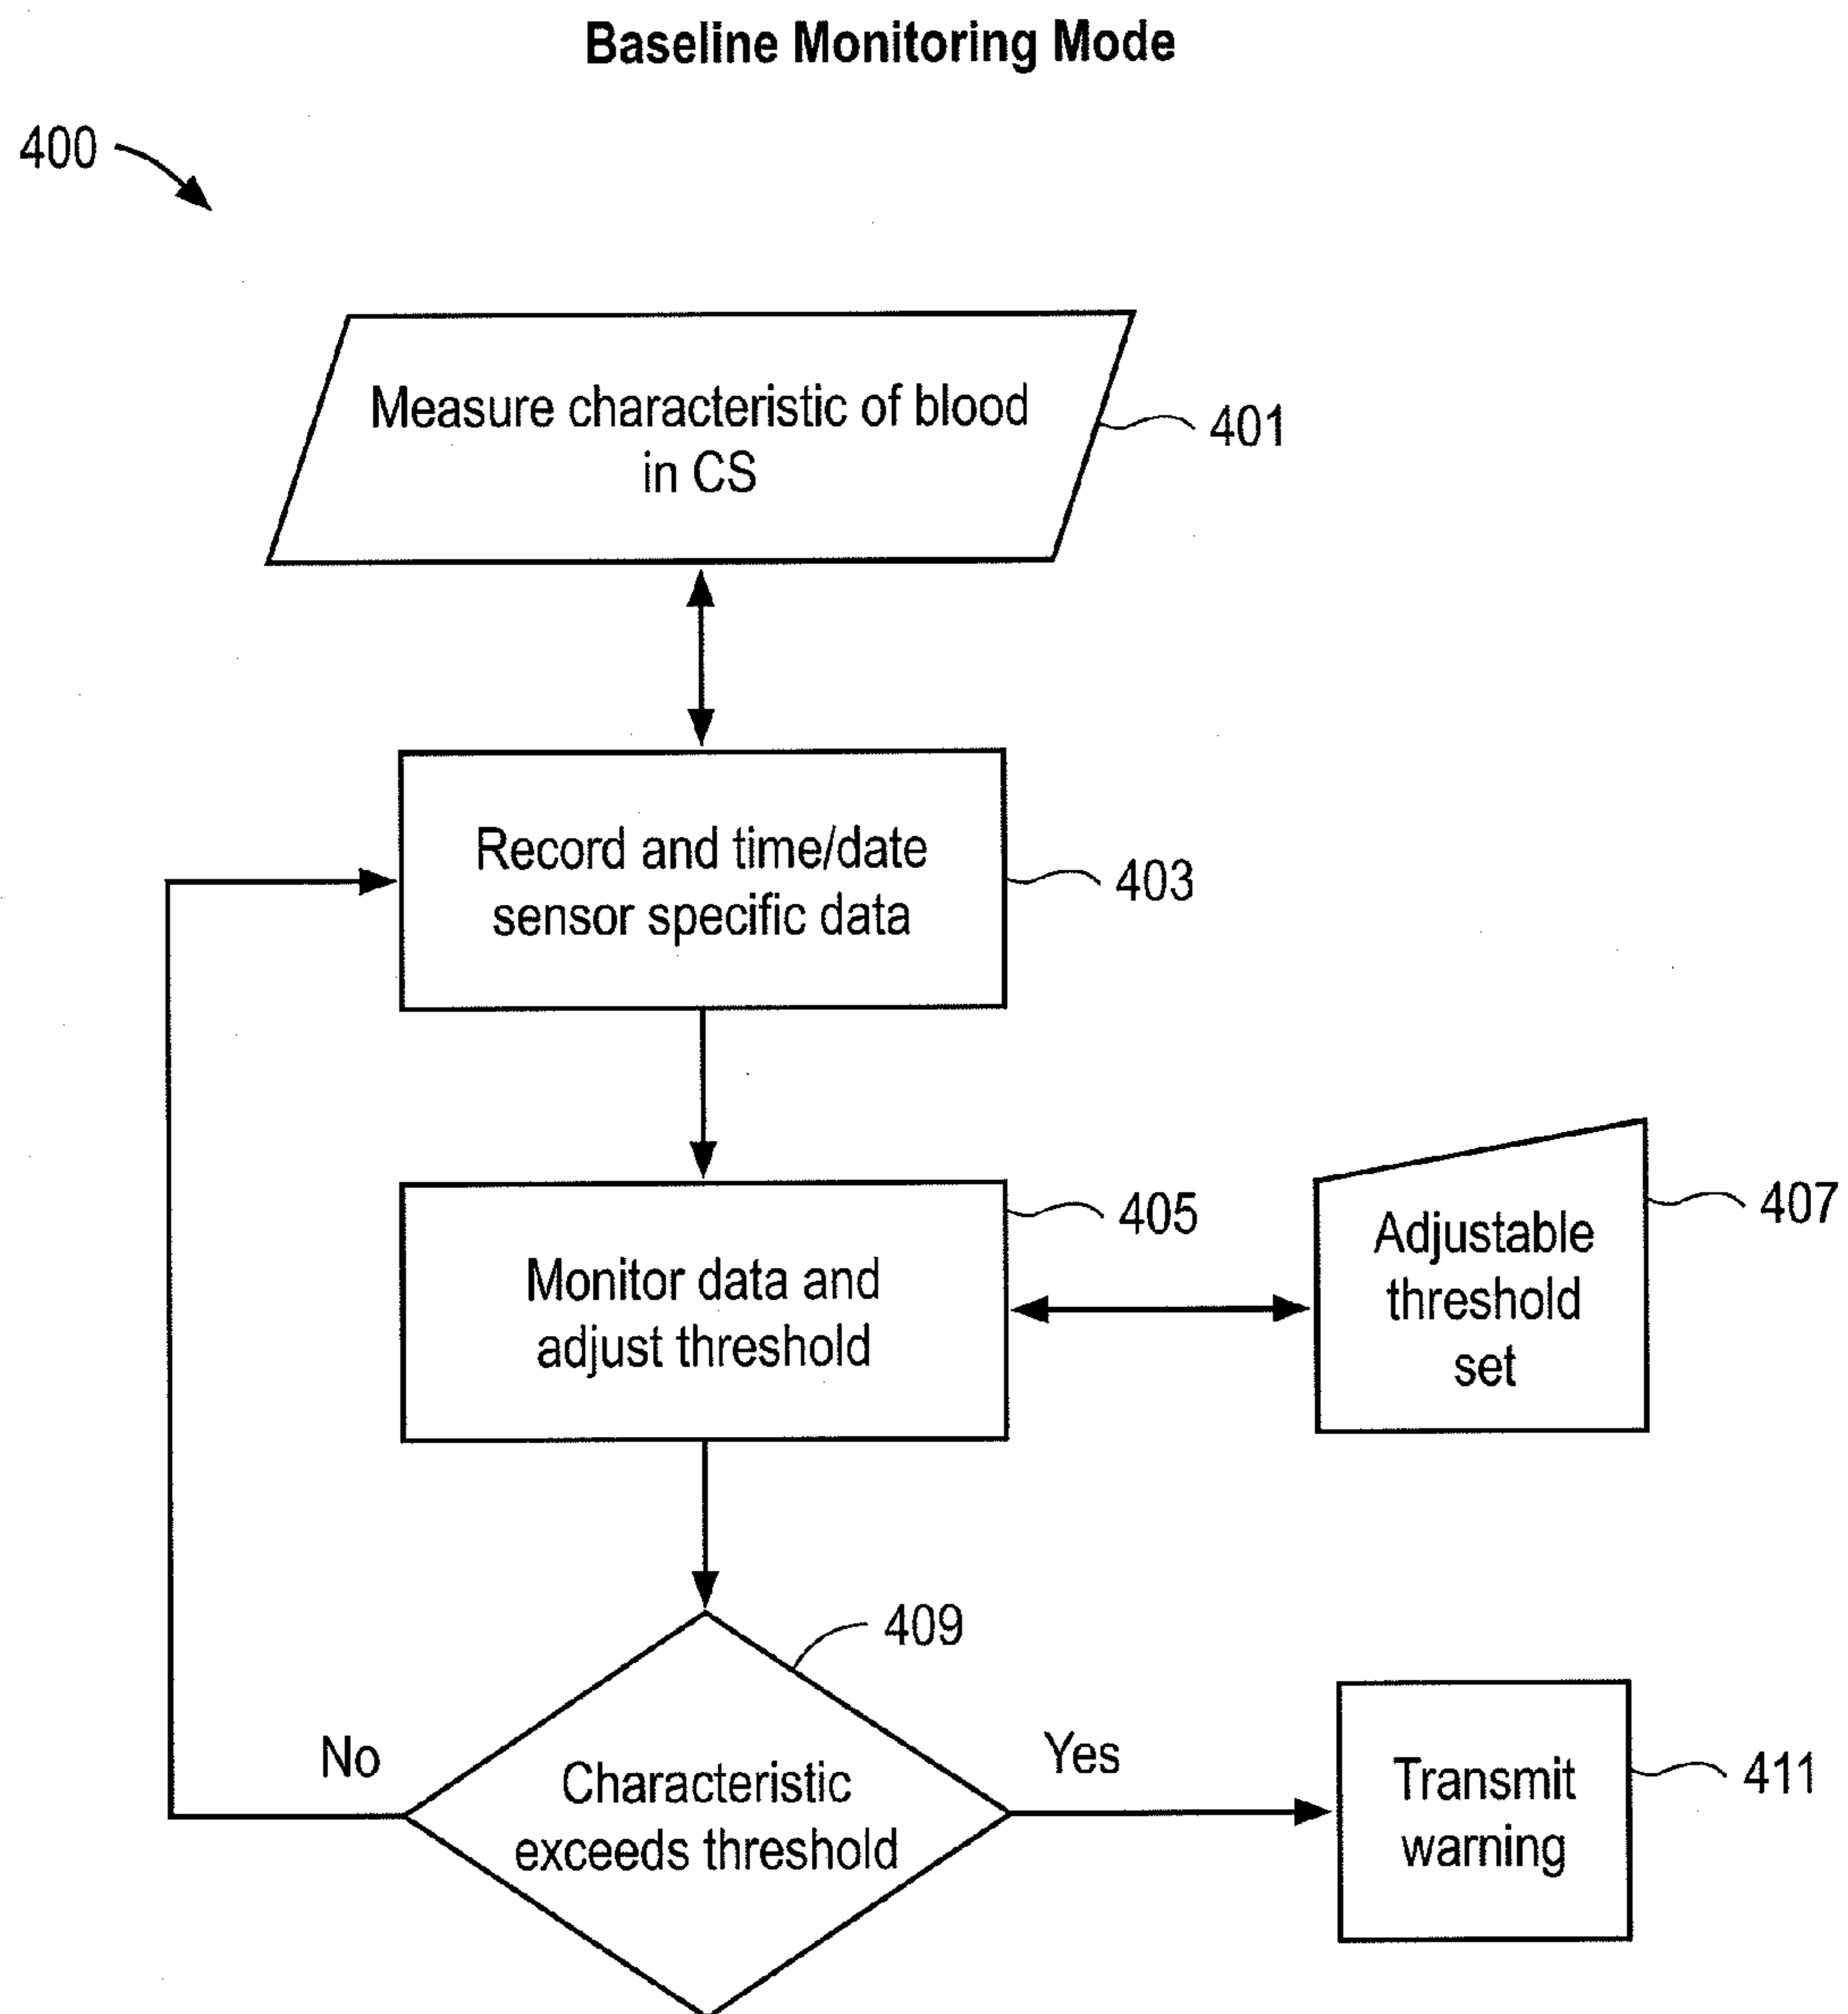 Baseline Monitoring Mode
400
Measure characteristic of blood
in CS
401
Record and time/date
sensor specific data
403
Monitor data and
adjust threshold
405
Adjustable
threshold
set
407
Characteristic
exceeds threshold
409
No
Yes
Transmit
warning
411